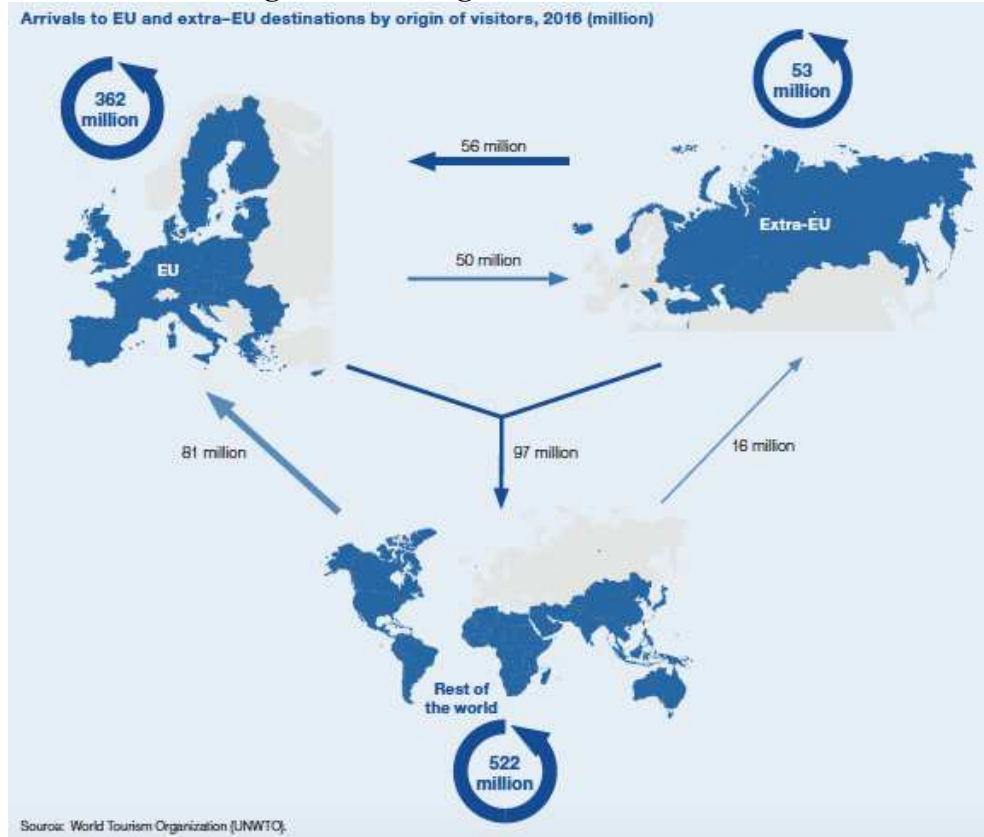 Arrivals to EU and extra–EU destinations by origin of visitors, 2016 (million)
362
million
53
million
56 million
Extra-EU
EU
50 million
81 million
97 million
16 million
Rest of
the world
522
million
Source: World Tourism Organization (UNWTO).